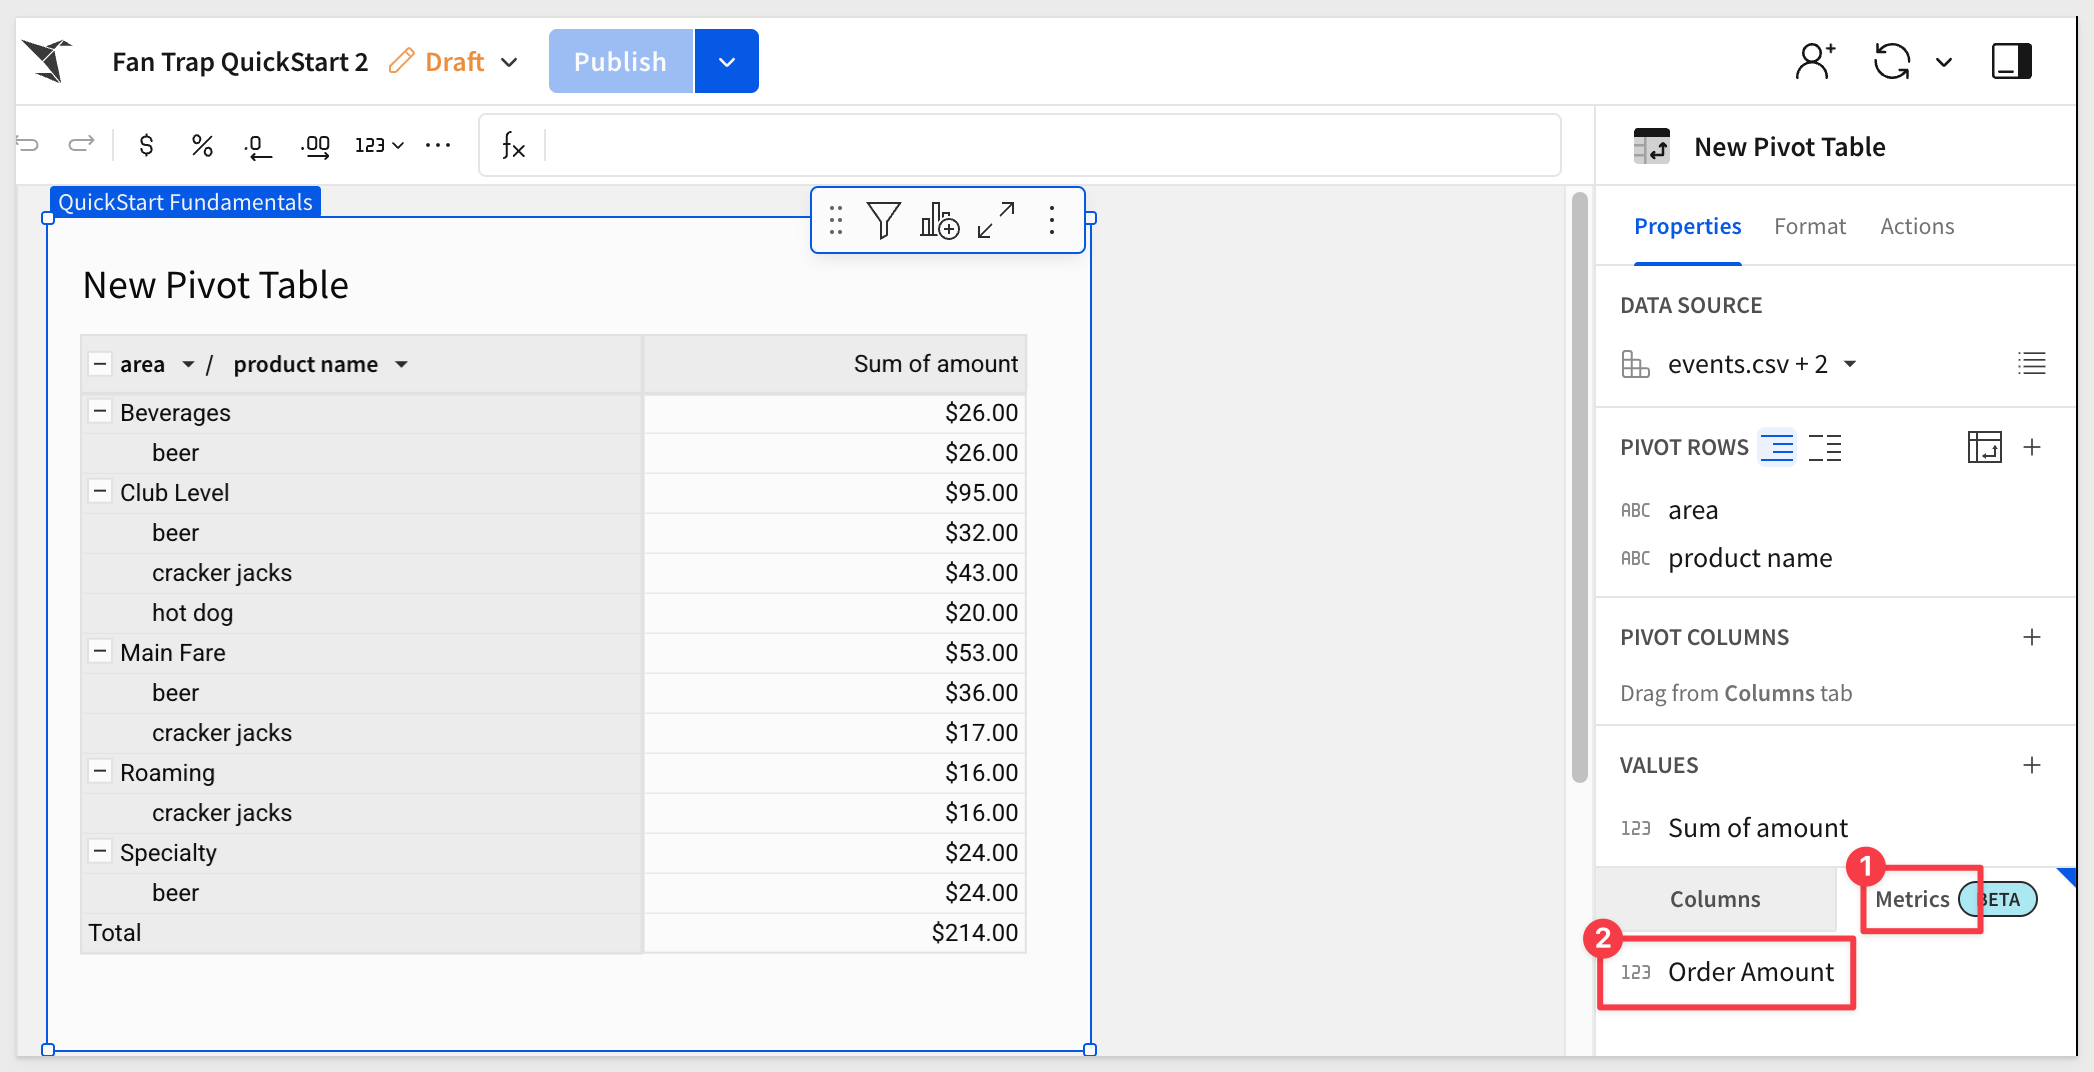 Fan Trap QuickStart 2 Draft Publish
$ % .0 .00 123 ··· fx
New Pivot Table
QuickStart Fundamentals
Properties Format Actions
New Pivot Table
DATA SOURCE
events.csv + 2
area / product name Sum of amount
Beverages $26.00
beer $26.00
Club Level $95.00
beer $32.00
cracker jacks $43.00
hot dog $20.00
Main Fare $53.00
beer $36.00
cracker jacks $17.00
Roaming $16.00
cracker jacks $16.00
Specialty $24.00
beer $24.00
Total $214.00
PIVOT ROWS
ABC area
ABC product name
PIVOT COLUMNS
Drag from Columns tab
VALUES
123 Sum of amount
1
Columns Metrics BETA
2
123 Order Amount